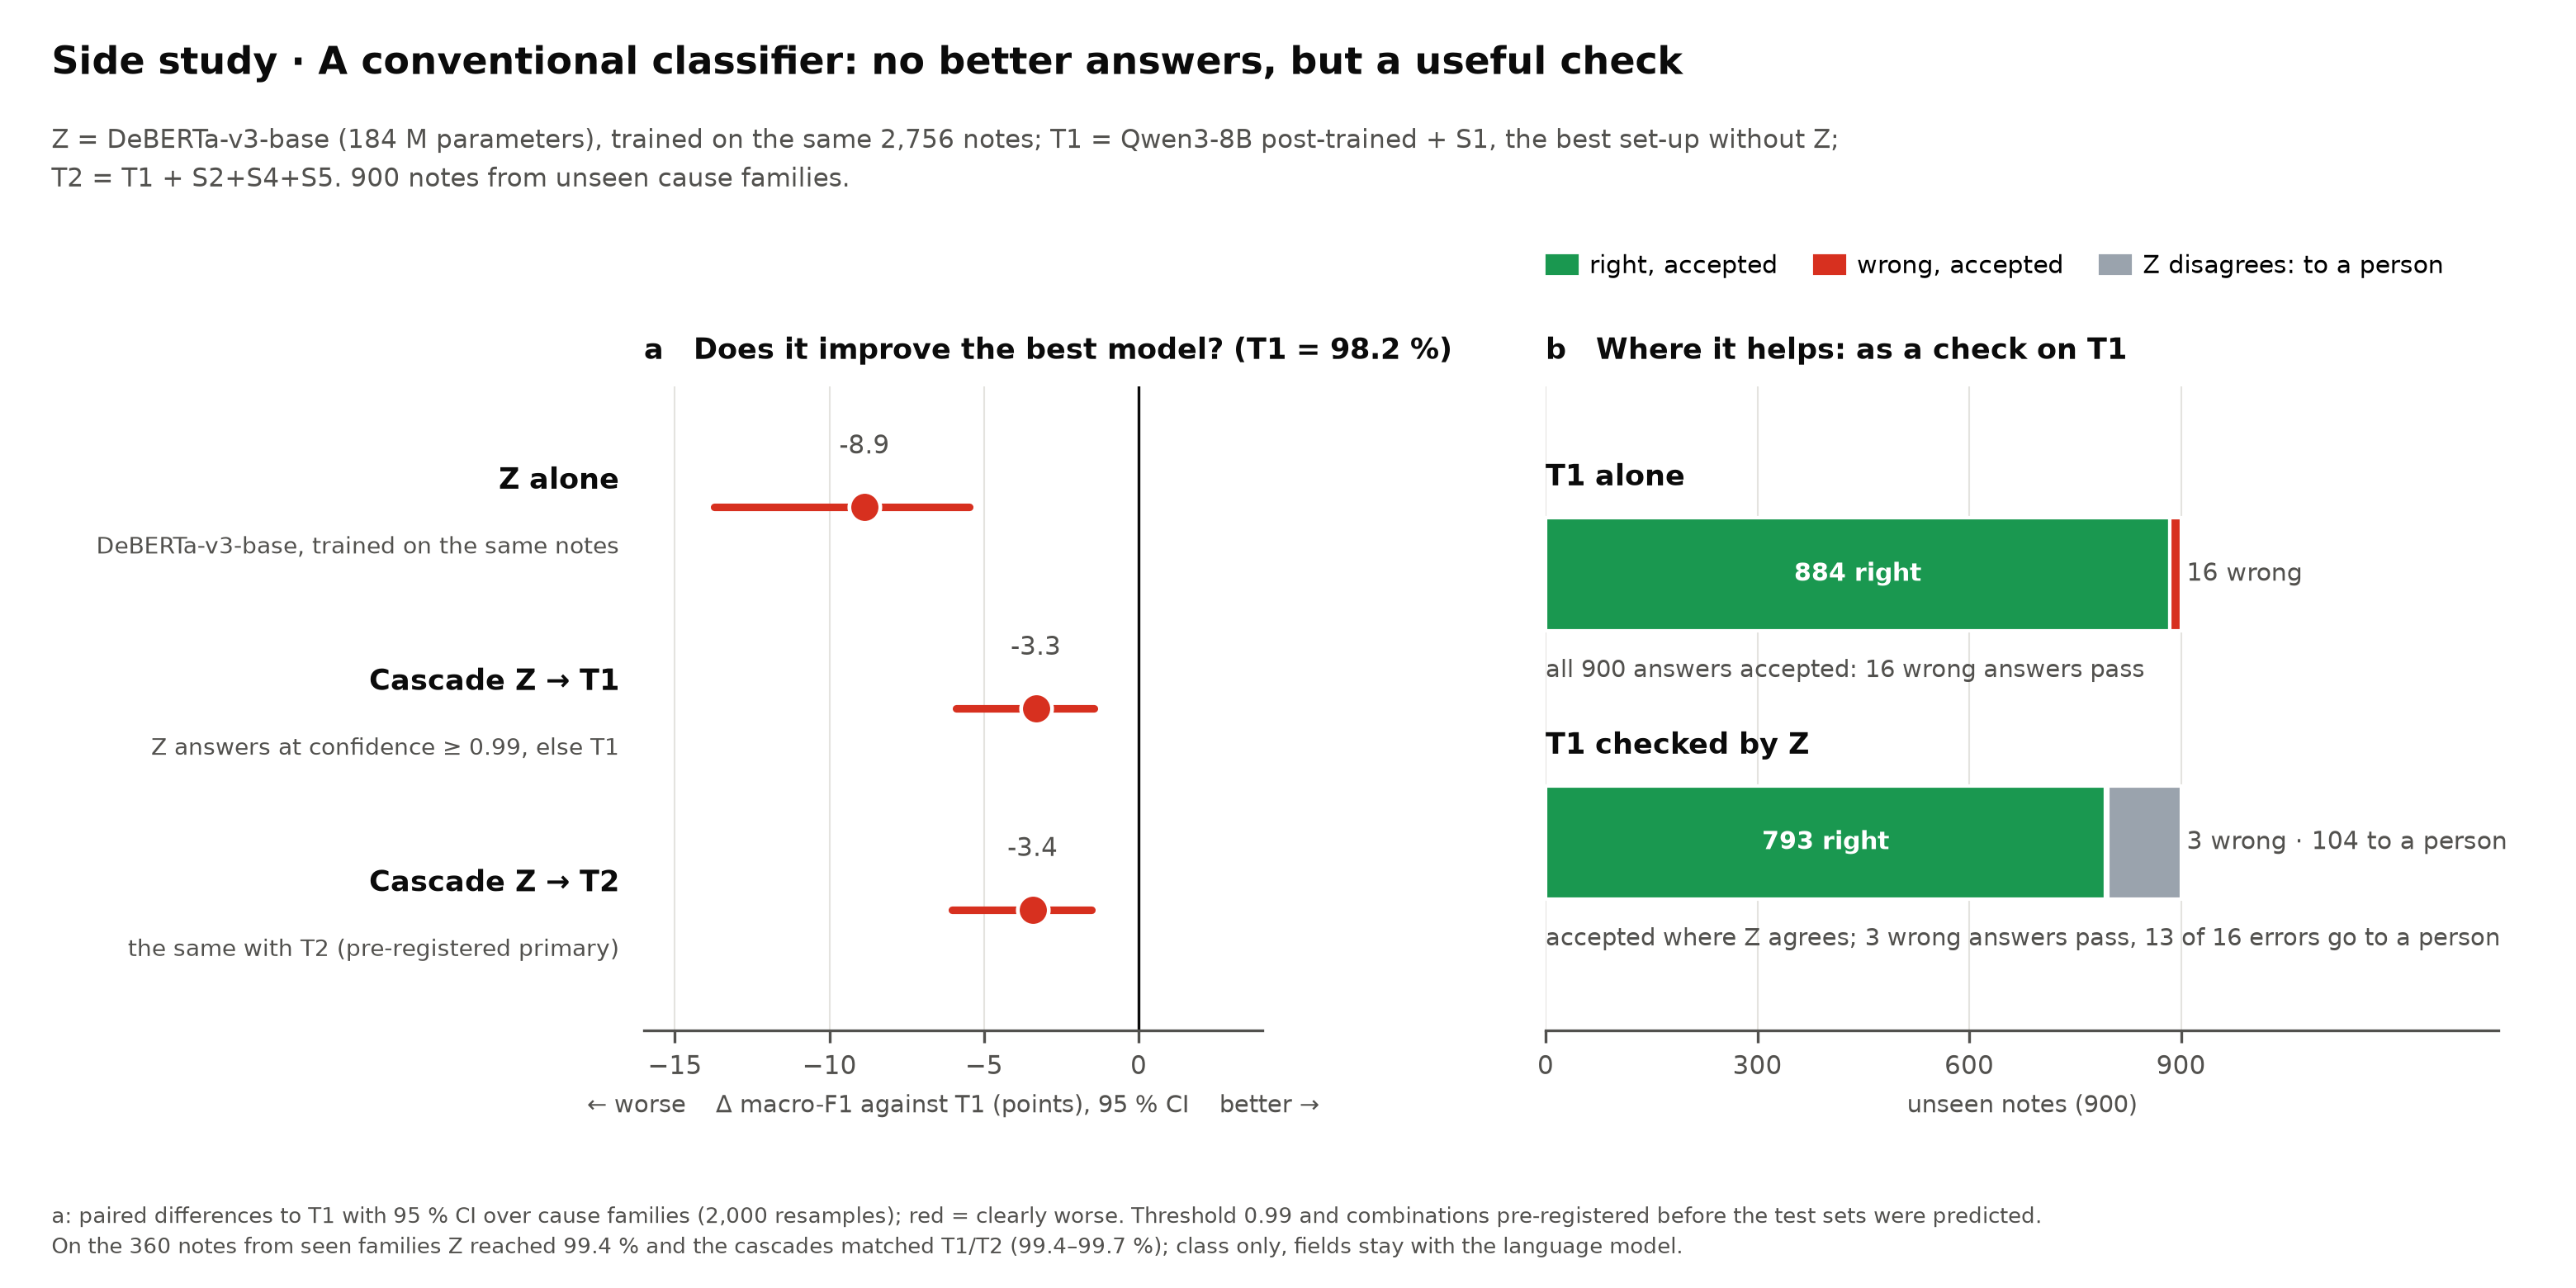 Side study · A conventional classifier: no better answers, but a useful check
Z = DeBERTa-v3-base (184 M parameters), trained on the same 2,756 notes; T1 = Qwen3-8B post-trained + S1, the best set-up without Z;
T2 = T1 + S2+S4+S5. 900 notes from unseen cause families.
right, accepted
wrong, accepted
Z disagrees: to a person
a Does it improve the best model? (T1 = 98.2 %)
-8.9
Z alone
DeBERTa-v3-base, trained on the same notes
-3.3
Cascade Z → T1
Z answers at confidence ≥ 0.99, else T1
-3.4
Cascade Z → T2
the same with T2 (pre-registered primary)
−15 −10 −5 0
← worse Δ macro-F1 against T1 (points), 95 % CI better →
b Where it helps: as a check on T1
T1 alone
884 right
16 wrong
all 900 answers accepted: 16 wrong answers pass
T1 checked by Z
793 right
3 wrong · 104 to a person
accepted where Z agrees; 3 wrong answers pass, 13 of 16 errors go to a person
0 300 600 900
unseen notes (900)
a: paired differences to T1 with 95 % CI over cause families (2,000 resamples); red = clearly worse. Threshold 0.99 and combinations pre-registered before the test sets were predicted.
On the 360 notes from seen families Z reached 99.4 % and the cascades matched T1/T2 (99.4–99.7 %); class only, fields stay with the language model.